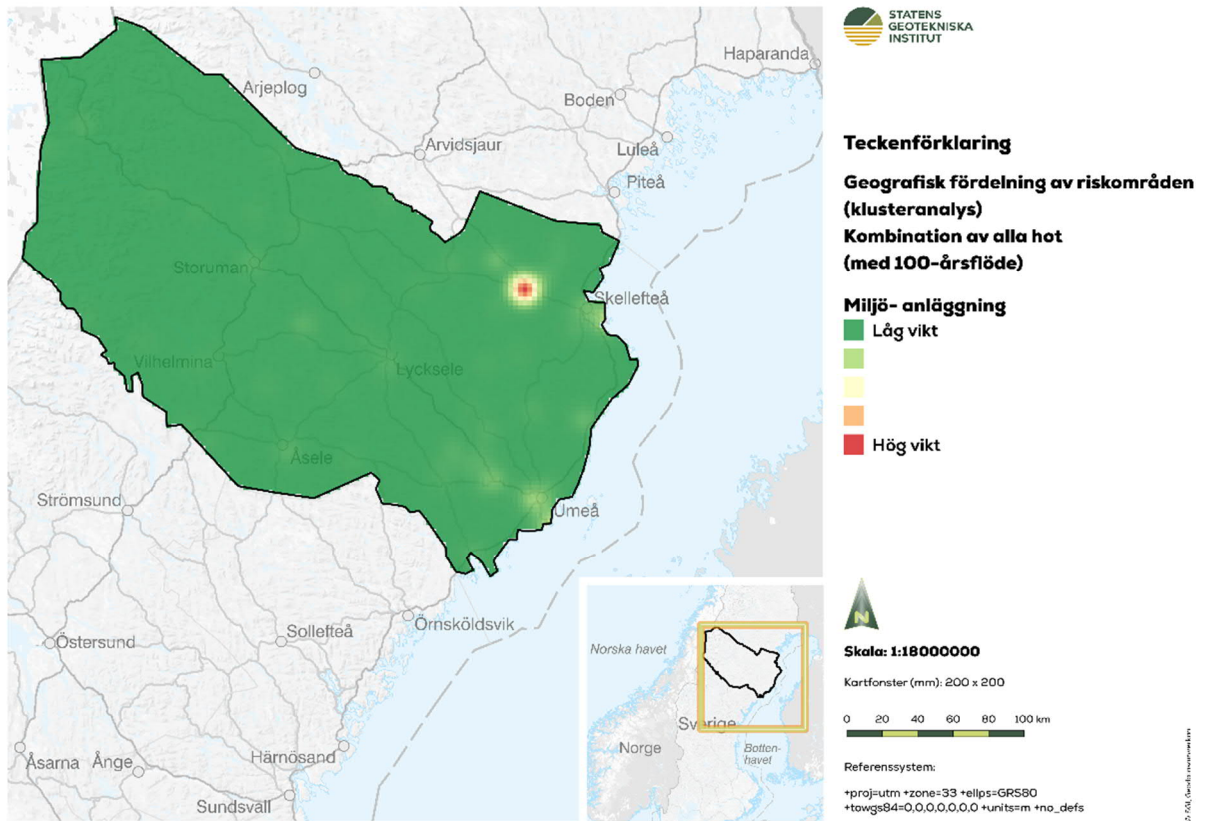 STATENS
GEOTEKNISKA
INSTITUT
Haparanda
Arjeplog
Boden
Arvidsjaur
Luleå
Piteå
Storuman
Skellefteå
Vilhelmina
Lycksele
Åsele
Strömsund
Umeå
Örnsköldsvik
Sollefteå
Östersund
Härnösand
Åsarna
Ånge
Sundsvall
Norska havet
Sverige
Norge
Botten-
havet
Teckenförklaring
Geografisk fördelning av riskområden
(klusteranalys)
Kombination av alla hot
(med 100-årsflöde)
Miljö- anläggning
Låg vikt
Hög vikt
N
Skala: 1:18000000
Kartfonster (mm): 200 x 200
0 20 40 60 80 100 km
Referenssystem:
+proj=utm +zone=33 +ellps=GRS80
+towgs84=0,0,0,0,0,0,0 +units=m +no_defs